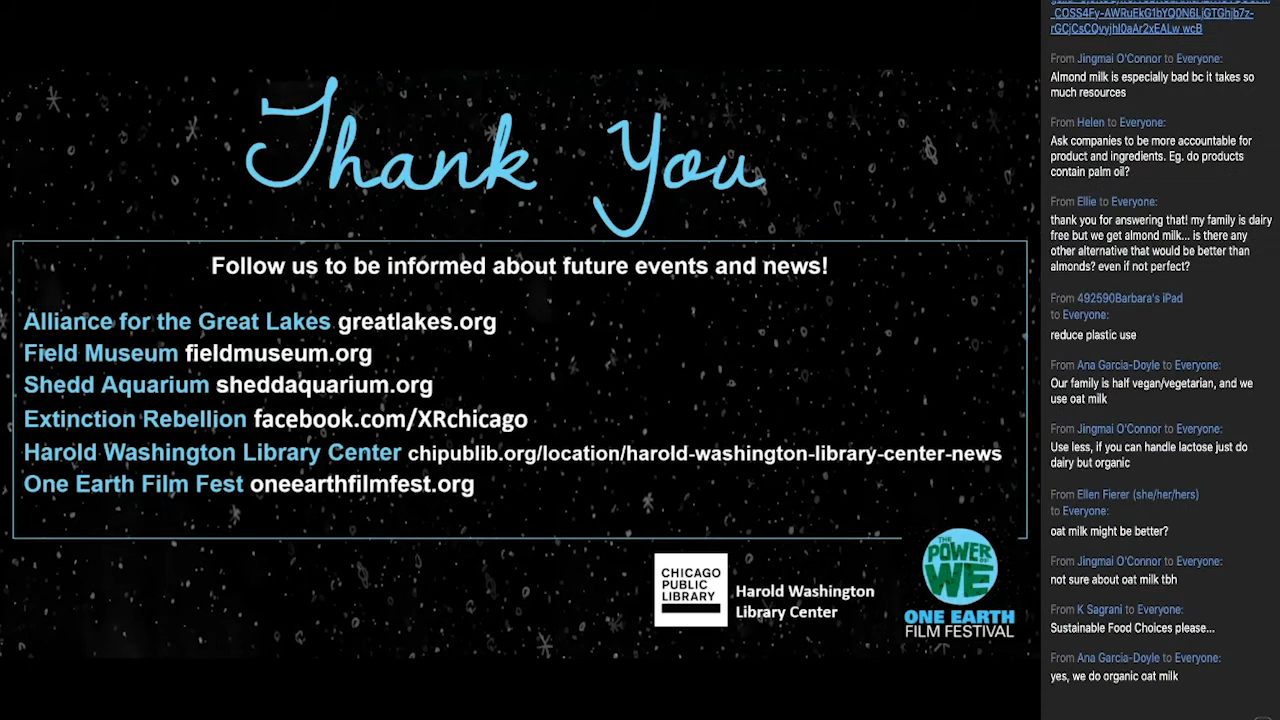 Thank You
Follow us to be informed about future events and news!
Alliance for the Great Lakes greatlakes.org
Field Museum fieldmuseum.org
Shedd Aquarium sheddaquarium.org
Extinction Rebellion facebook.com/XRchicago
Harold Washington Library Center chipublib.org/location/harold-washington-library-center-news
One Earth Film Fest oneearthfilmfest.org
CHICAGO
PUBLIC
LIBRARY
Harold Washington
Library Center
THE
POWER
OF
WE
ONE EARTH
FILM FESTIVAL
From Jingmai O'Connor to Everyone:
Almond milk is especially bad bc it takes so
much resources
From Helen to Everyone:
Ask companies to be more accountable for
product and ingredients. Eg. do products
contain palm oil?
From Ellie to Everyone:
thank you for answering that! my family is dairy
free but we get almond milk... is there any
other alternative that would be better than
almonds? even if not perfect?
From 492590Barbara's iPad
to Everyone:
reduce plastic use
From Ana Garcia-Doyle to Everyone:
Our family is half vegan/vegetarian, and we
use oat milk
From Jingmai O'Connor to Everyone:
Use less, if you can handle lactose just do
dairy but organic
From Ellen Fierer (she/her/hers)
to Everyone:
oat milk might be better?
From Jingmai O'Connor to Everyone:
not sure about oat milk tbh
From K Sagrani to Everyone:
Sustainable Food Choices please...
From Ana Garcia-Doyle to Everyone:
yes, we do organic oat milk